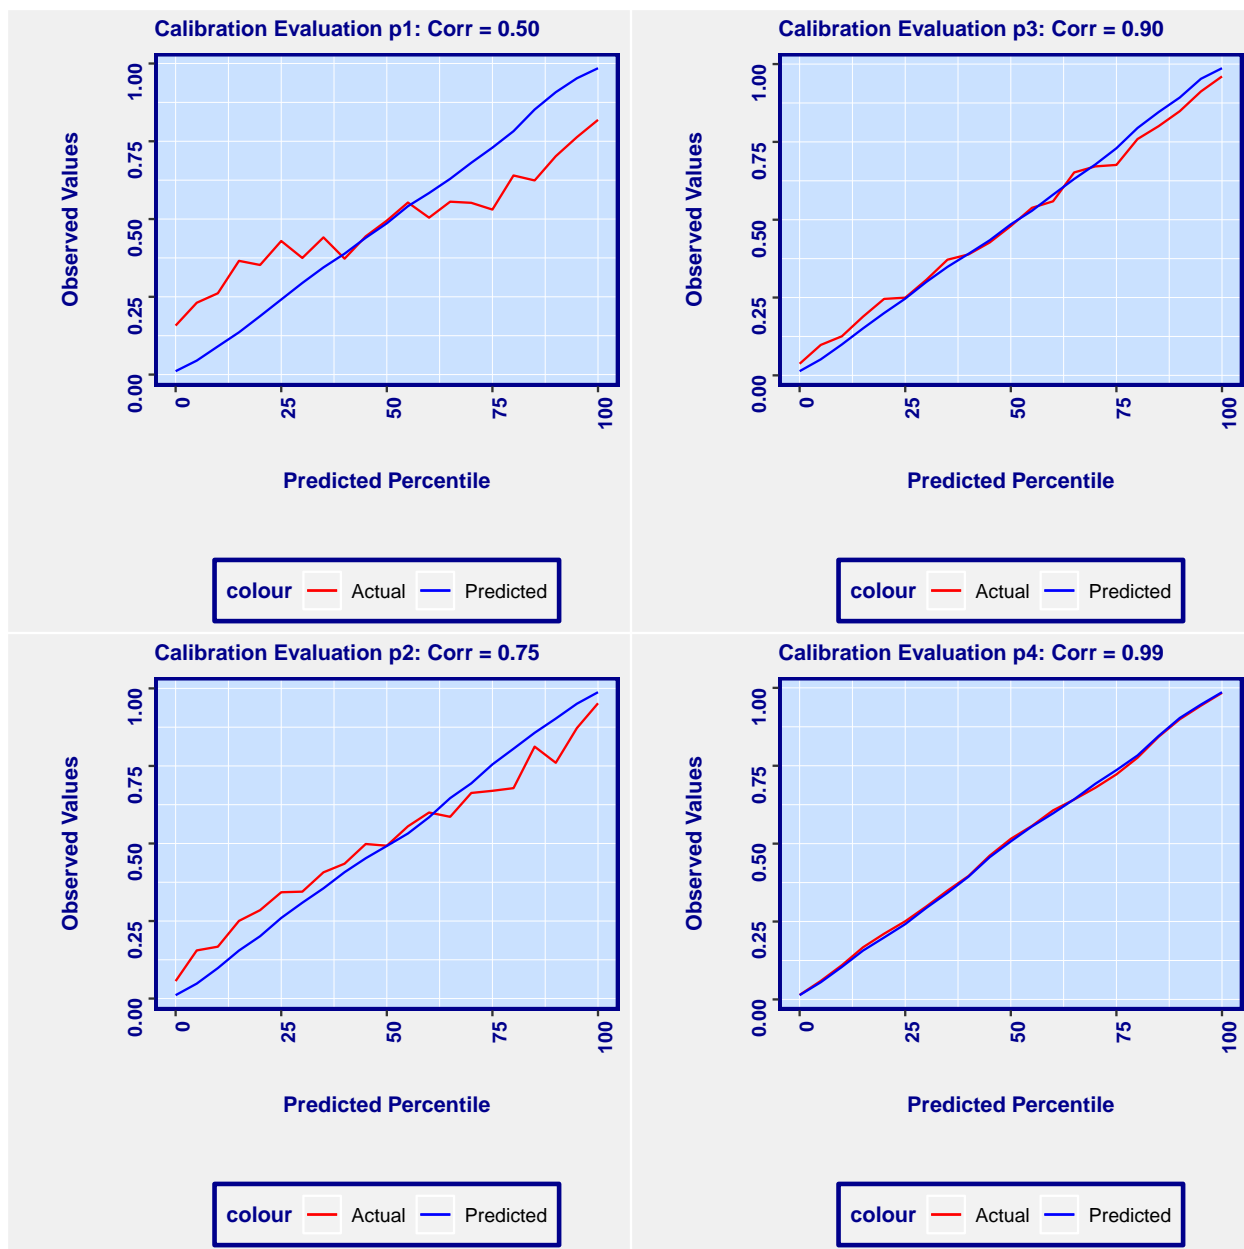 Calibration Evaluation p1: Corr = 0.50
Observed Values
1.00
0.75
0.50
0.25
0.00
0
25
50
75
100
Predicted Percentile
colour Actual Predicted
Calibration Evaluation p3: Corr = 0.90
Observed Values
1.00
0.75
0.50
0.25
0.00
0
25
50
75
100
Predicted Percentile
colour Actual Predicted
Calibration Evaluation p2: Corr = 0.75
Observed Values
1.00
0.75
0.50
0.25
0.00
0
25
50
75
100
Predicted Percentile
colour Actual Predicted
Calibration Evaluation p4: Corr = 0.99
Observed Values
1.00
0.75
0.50
0.25
0.00
0
25
50
75
100
Predicted Percentile
colour Actual Predicted